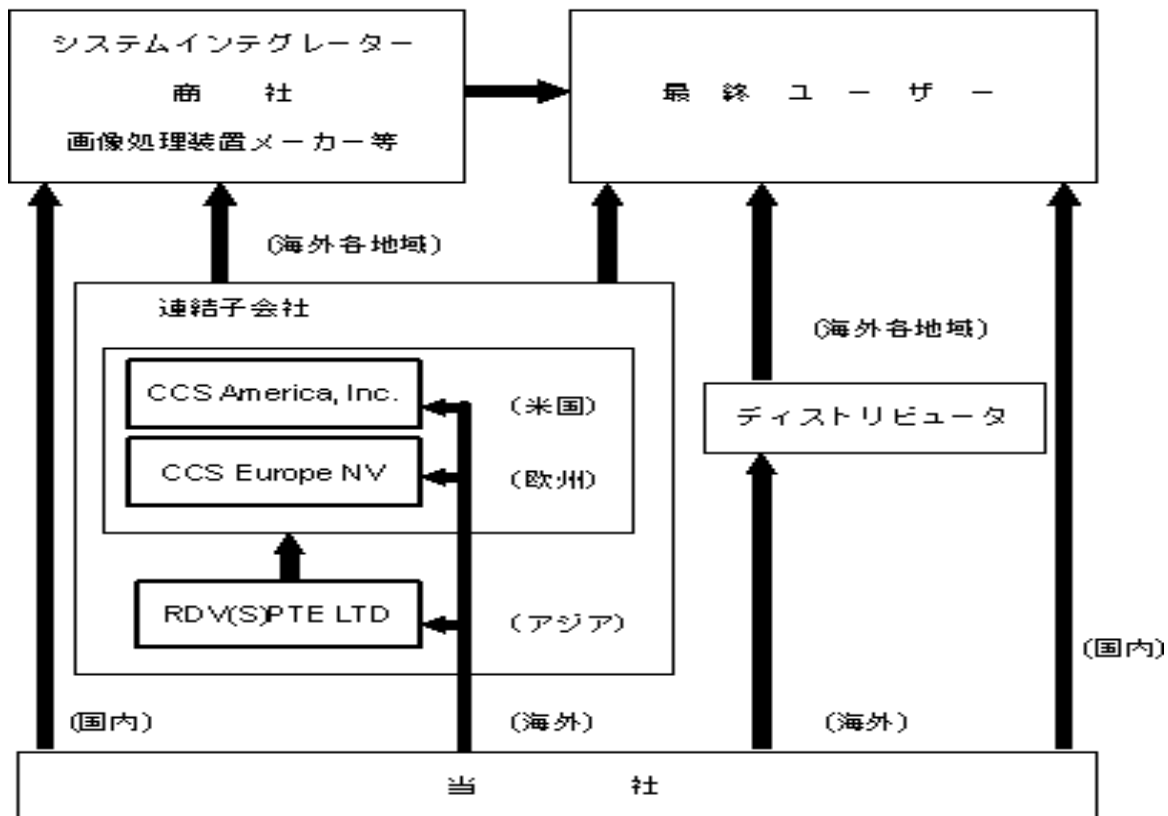 システムインテグレーター
商社
画像処理装置メーカー等
最終ユーザー
(海外各地域)
連結子会社
(海外各地域)
CCS America, Inc.
(米国)
ディストリビュータ
CCS Europe NV
(欧州)
RDV(S)PTE LTD
(アジア)
(国内)
(国内)
(海外)
(海外)
当社